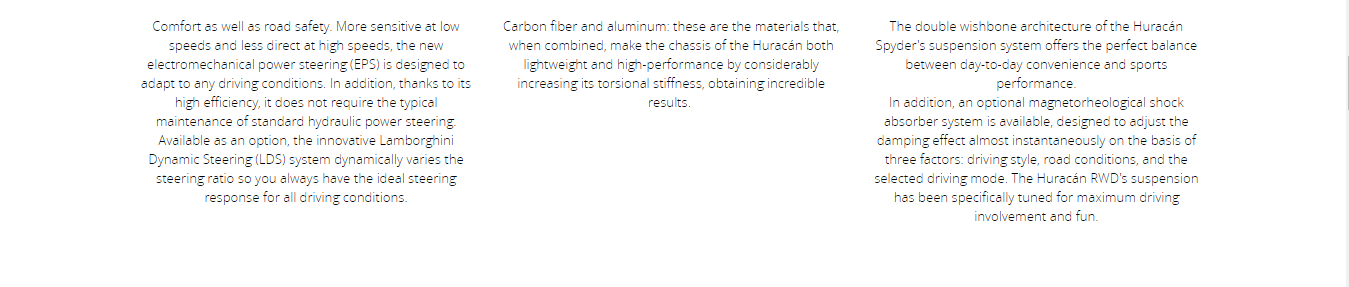 Comfort as well as road safety. More sensitive at low
speeds and less direct at high speeds, the new
electromechanical power steering (EPS) is designed to
adapt to any driving conditions. In addition, thanks to its
high efficiency, it does not require the typical
maintenance of standard hydraulic power steering.
Available as an option, the innovative Lamborghini
Dynamic Steering (LDS) system dynamically varies the
steering ratio so you always have the ideal steering
response for all driving conditions.
Carbon fiber and aluminum: these are the materials that,
when combined, make the chassis of the Huracán both
lightweight and high-performance by considerably
increasing its torsional stiffness, obtaining incredible
results.
The double wishbone architecture of the Huracán
Spyder's suspension system offers the perfect balance
between day-to-day convenience and sports
performance.
In addition, an optional magnetorheological shock
absorber system is available, designed to adjust the
damping effect almost instantaneously on the basis of
three factors: driving style, road conditions, and the
selected driving mode. The Huracán RWD's suspension
has been specifically tuned for maximum driving
involvement and fun.